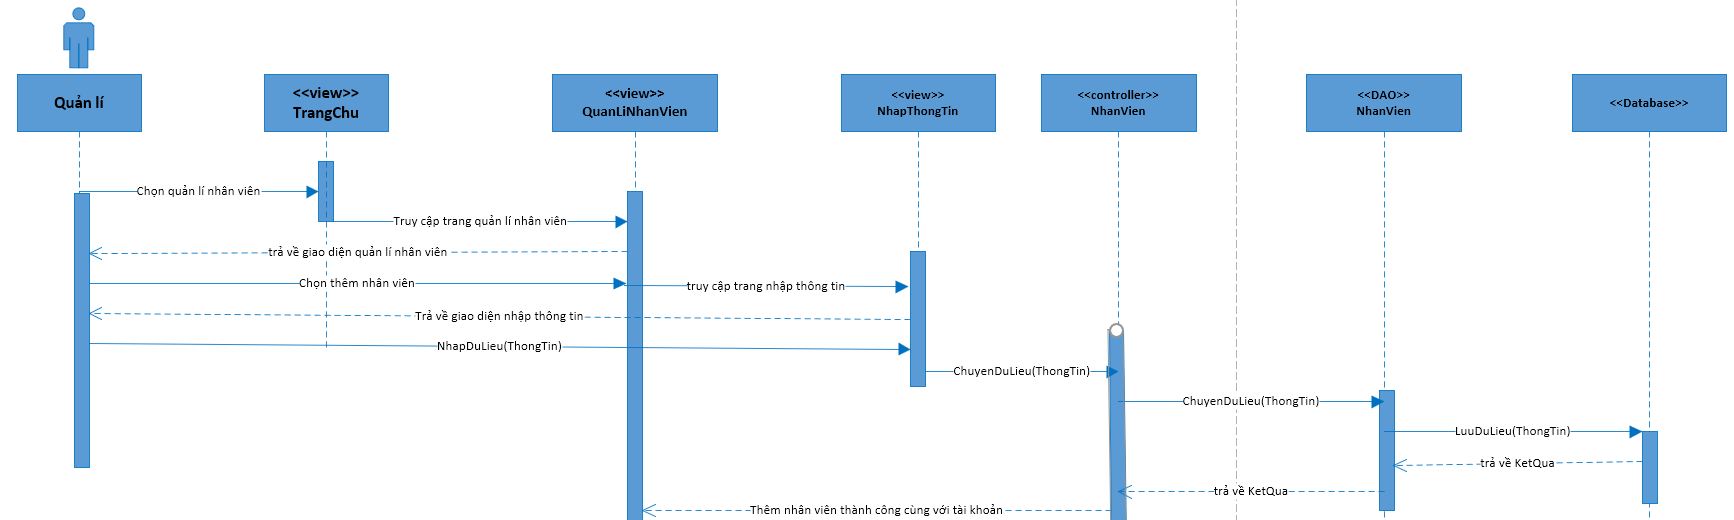 Quản lí
<<view>>
TrangChu
<<view>>
QuanLiNhanVien
<<view>>
NhapThongTin
<<controller>>
NhanVien
<<DAO>>
NhanVien
<<Database>>
Chọn quản lí nhân viên
Truy cập trang quản lí nhân viên
trả về giao diện quản lí nhân viên
Chọn thêm nhân viên
truy cập trang nhập thông tin
Trả về giao diện nhập thông tin
NhapDuLieu(ThongTin)
ChuyenDuLieu(ThongTin)
ChuyenDuLieu(ThongTin)
LuuDuLieu(ThongTin)
trả về KetQua
trả về KetQua
Thêm nhân viên thành công cùng với tài khoản